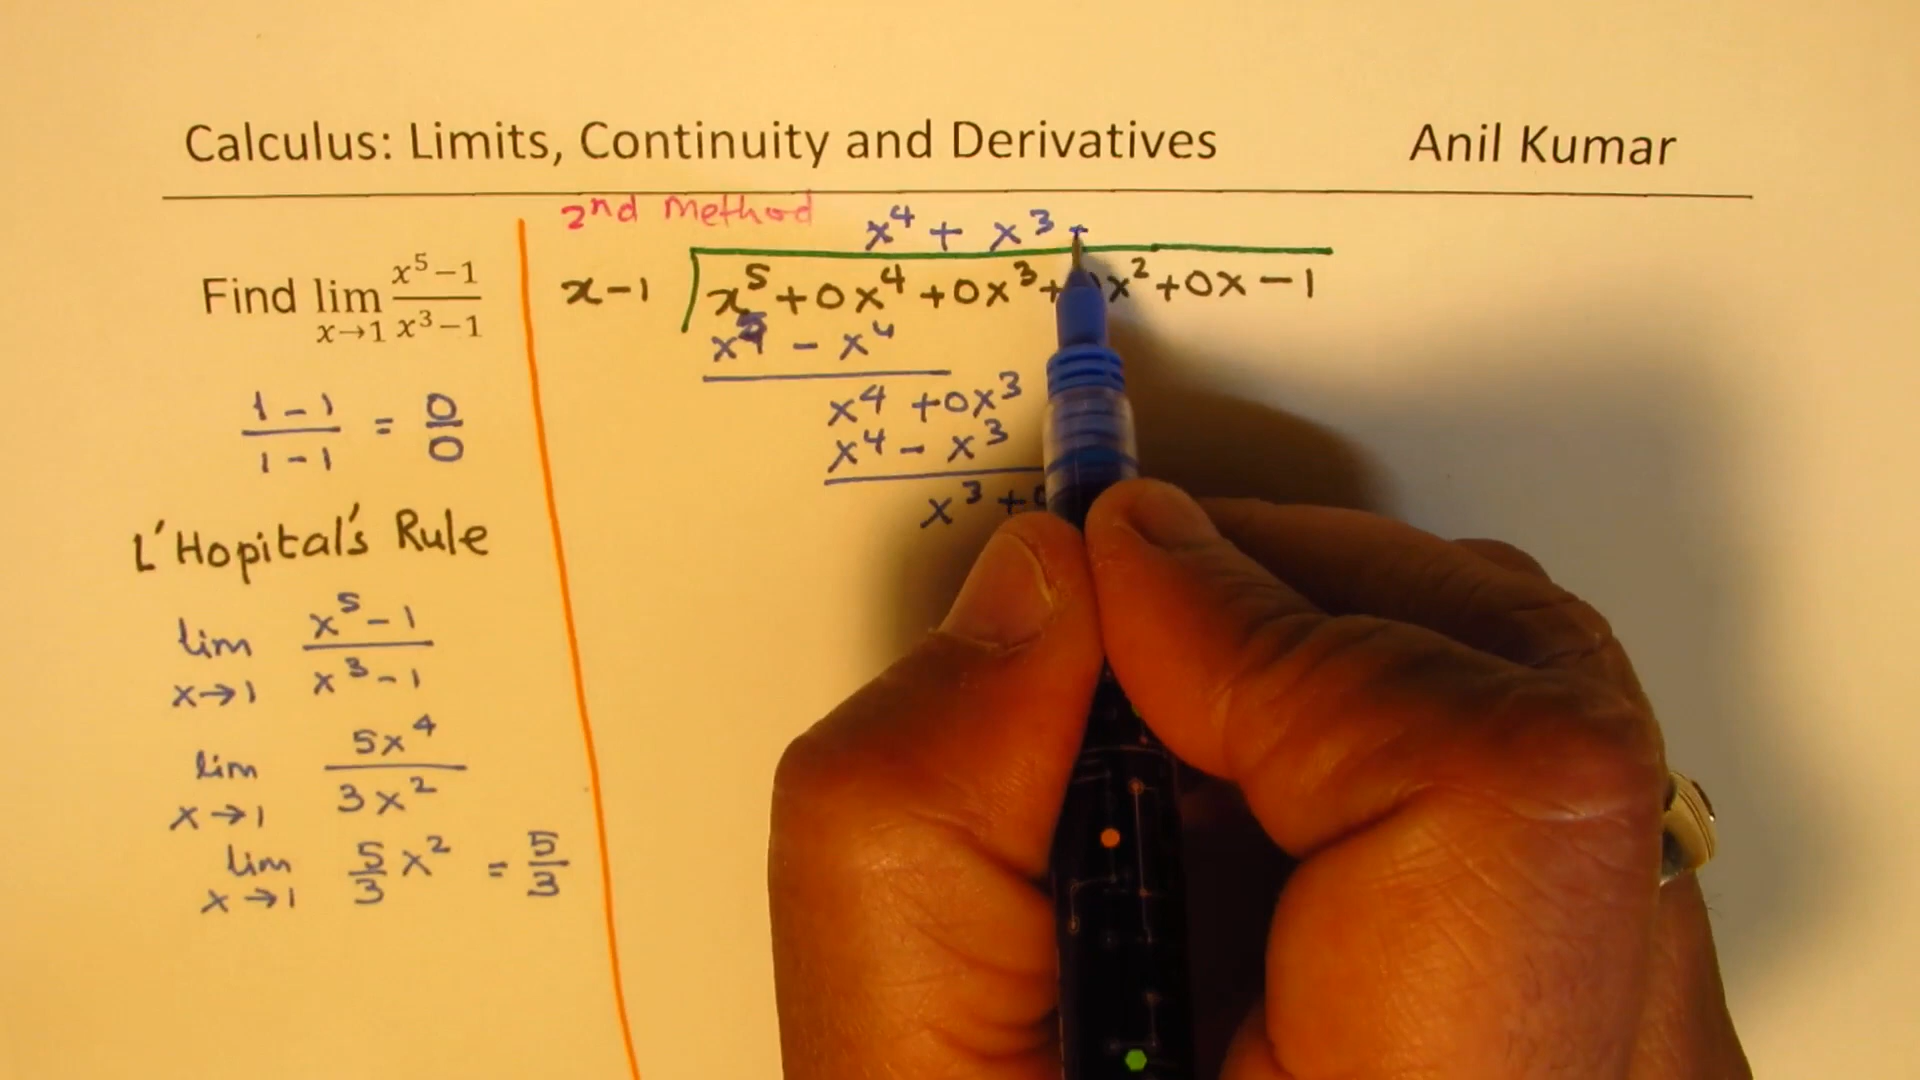 Calculus: Limits, Continuity and Derivatives Anil Kumar
Find lim x→1 x⁵−1 / x³−1
1 − 1 / 1 − 1 = 0/0
L'Hopital's Rule
lim x→1 x⁵ − 1 / x³ − 1
lim x→1 5x⁴ / 3x²
lim x→1 5/3 x² = 5/3
2nd Method
x⁴ + x³ +
x − 1 x⁵ + 0x⁴ + 0x³ + x² + 0x − 1
x⁵ − x⁴
x⁴ + 0x³
x⁴ − x³
x³ +